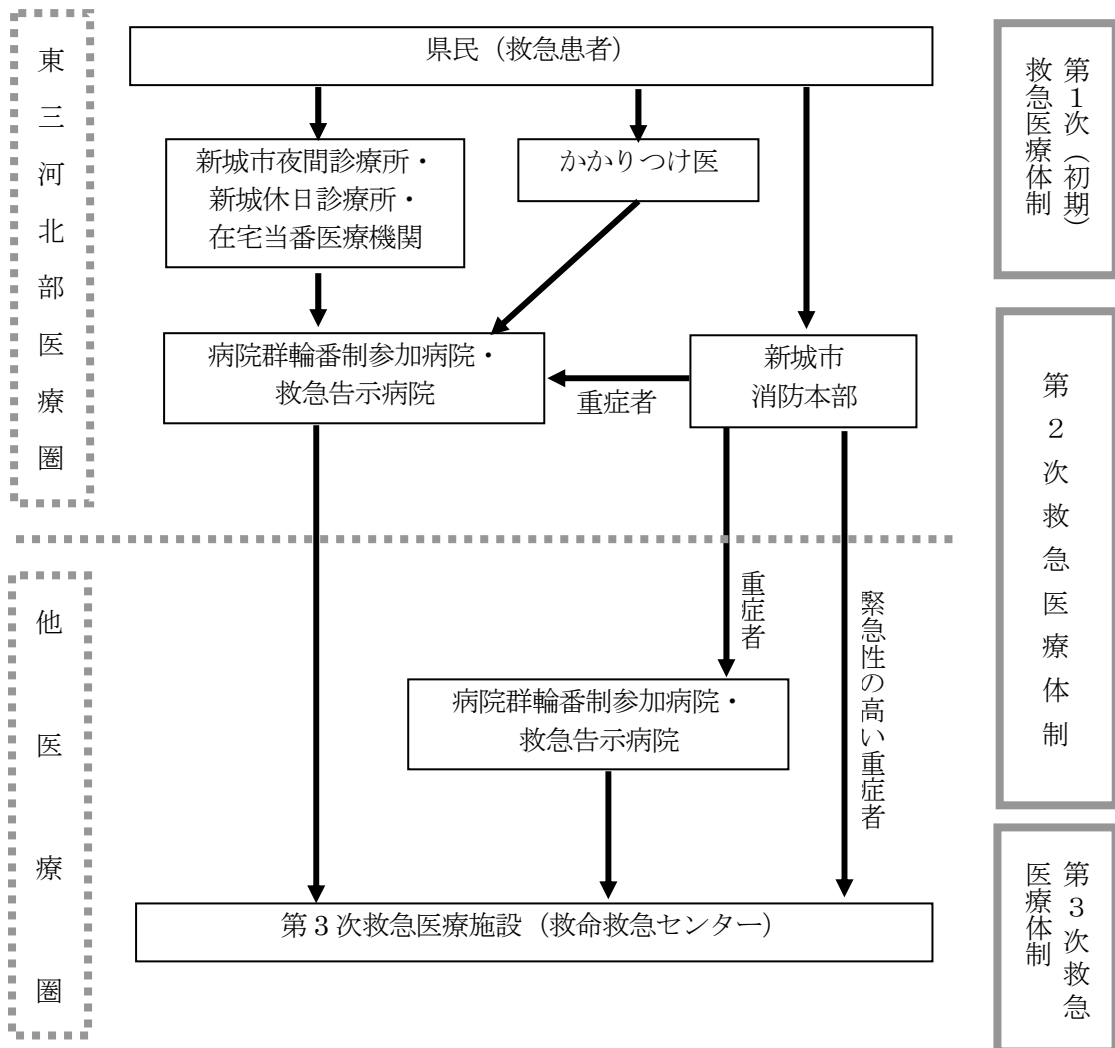 県民（救急患者）
東三河北部医療圏
第１次（初期）
救急医療体制
新城市夜間診療所・
新城休日診療所・
在宅当番医療機関
かかりつけ医
病院群輪番制参加病院・
救急告示病院
重症者
新城市
消防本部
第２次救急医療体制
他医療圏
重症者
緊急性の高い重症者
病院群輪番制参加病院・
救急告示病院
第３次救急医療施設（救命救急センター）
第３次救急
医療体制